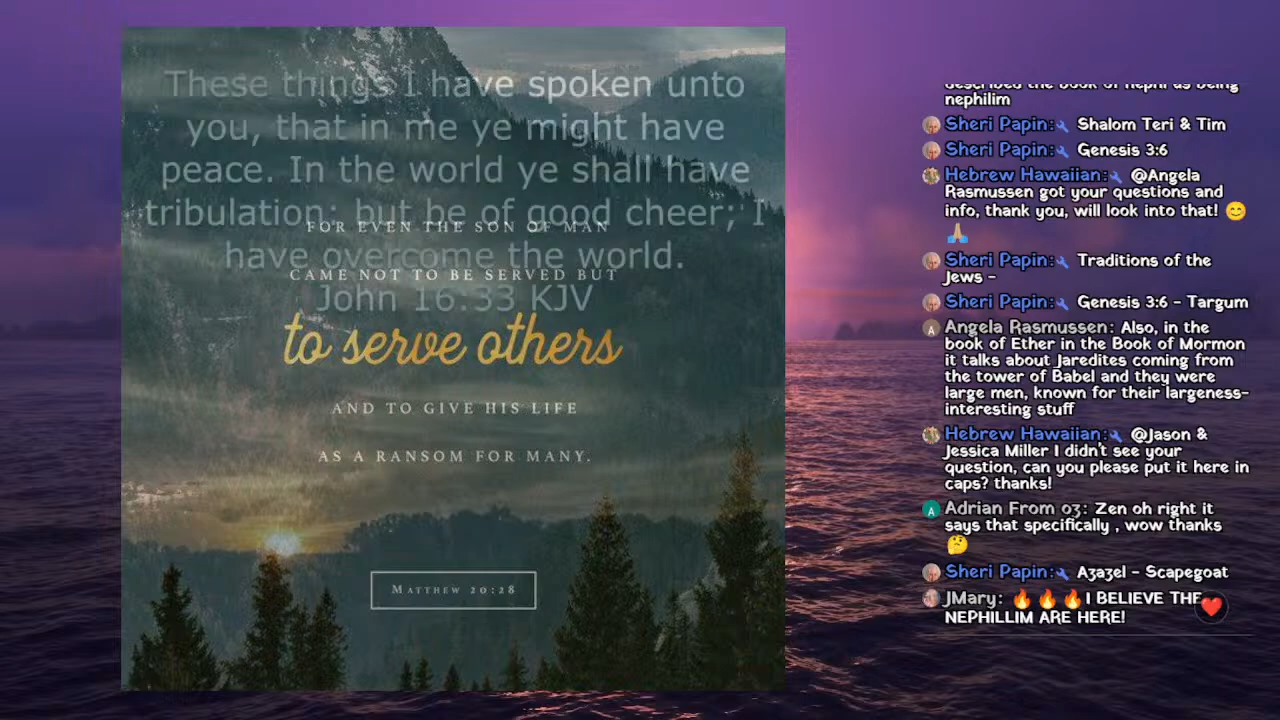 These things I have spoken unto
you, that in me ye might have
peace. In the world ye shall have
tribulation: but be of good cheer; I
have overcome the world.
John 16:33 KJV
FOR EVEN THE SON OF MAN
CAME NOT TO BE SERVED BUT
to serve others
AND TO GIVE HIS LIFE
AS A RANSOM FOR MANY.
MATTHEW 20:28
described the book of nephi as being
nephilim
Sheri Papin: Shalom Teri & Tim
Sheri Papin: Genesis 3:6
Hebrew Hawaiian: @Angela
Rasmussen got your questions and
info, thank you, will look into that! 😊
🙏
Sheri Papin: Traditions of the
Jews -
Sheri Papin: Genesis 3:6 - Targum
A Angela Rasmussen: Also, in the
book of Ether in the Book of Mormon
it talks about Jaredites coming from
the tower of Babel and they were
large men, known for their largeness-
interesting stuff
Hebrew Hawaiian: @Jason &
Jessica Miller I didn't see your
question, can you please put it here in
caps? thanks!
A Adrian From oz: Zen oh right it
says that specifically , wow thanks
🤔
Sheri Papin: Azazel - Scapegoat
JMary: 🔥🔥🔥I BELIEVE THE
NEPHILLIM ARE HERE!